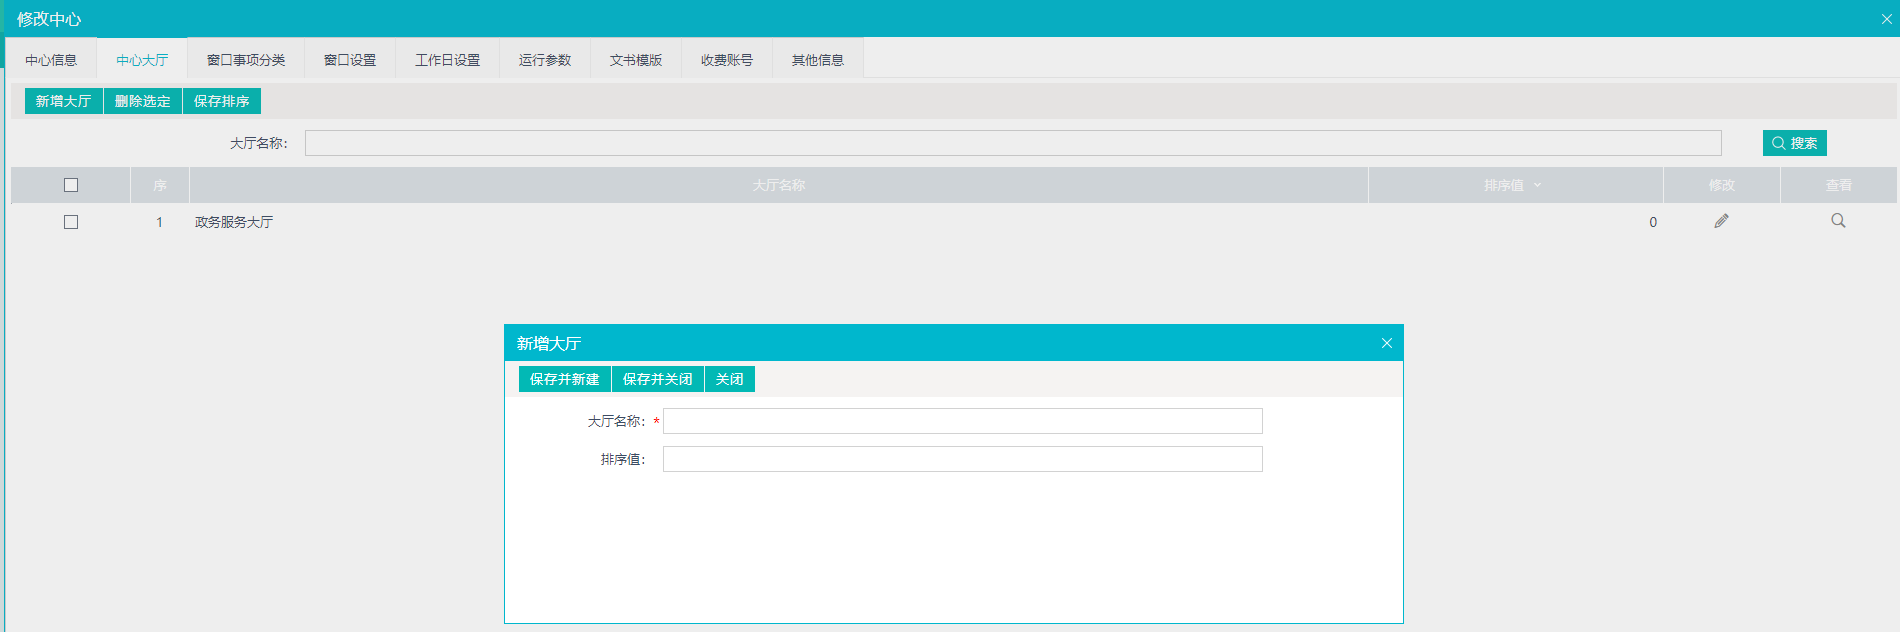 修改中心
中心信息 中心大厅 窗口事项分类 窗口设置 工作日设置 运行参数 文书模版 收费账号 其他信息
新增大厅 删除选定 保存排序
大厅名称： 搜索
序 大厅名称 排序值 修改 查看
1 政务服务大厅 0
新增大厅
保存并新建 保存并关闭 关闭
大厅名称：*
排序值：